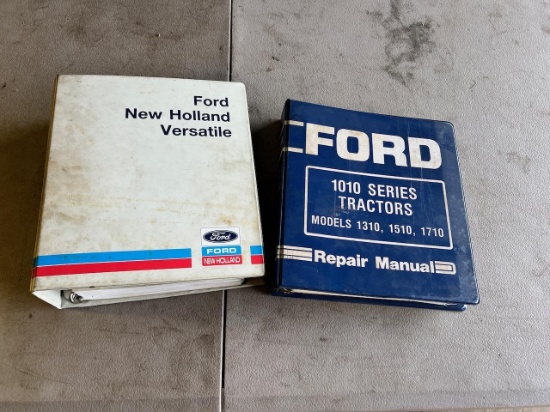 Ford
New Holland
Versatile
Ford
FORD
NEW HOLLAND
FORD
1010 SERIES
TRACTORS
MODELS 1310, 1510, 1710
Repair Manual